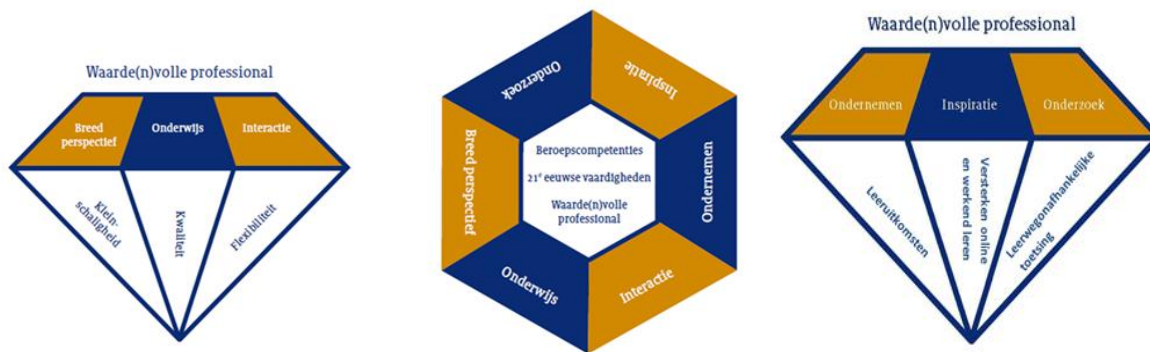 Waarde(n)volle professional
Breed
perspectief
Onderwijs
Interactie
Klein-
schaligheid
Kwaliteit
Flexibiliteit
Onderzoek
Inspiratie
Breed perspectief
Ondernemen
Onderwijs
Interactie
Beroepscompetenties
21e eeuwse vaardigheden
Waarde(n)volle
professional
Waarde(n)volle professional
Ondernemen
Inspiratie
Onderzoek
Leeruitkomsten
Versterken online
en werkend leren
Leerwegonafhankelijke
toetsing